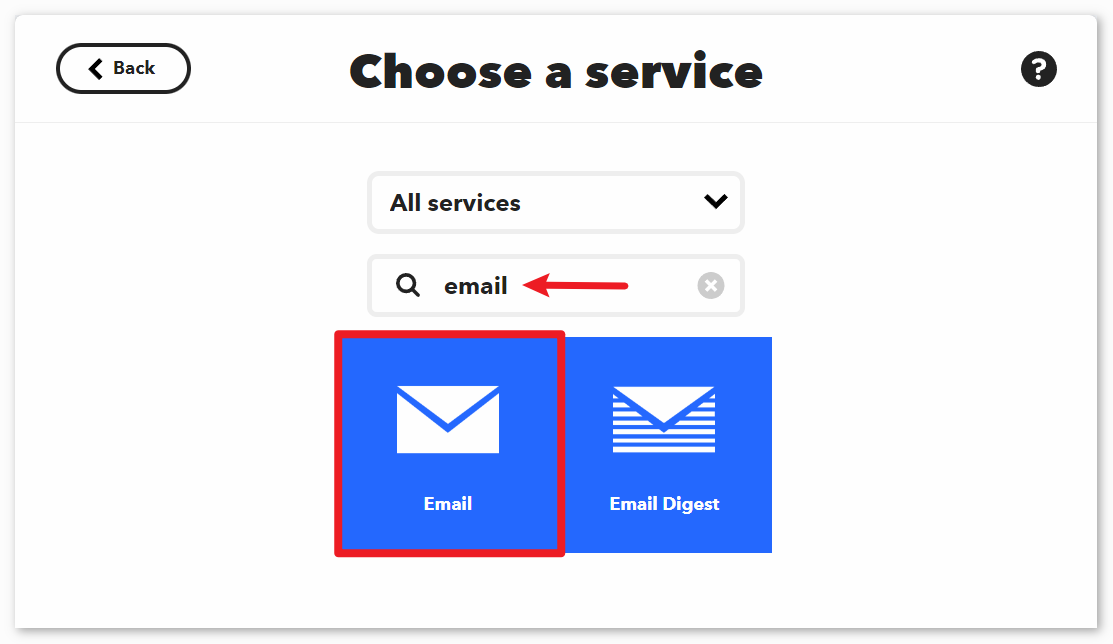 Back
Choose a service
?
All services
email
Email
Email Digest